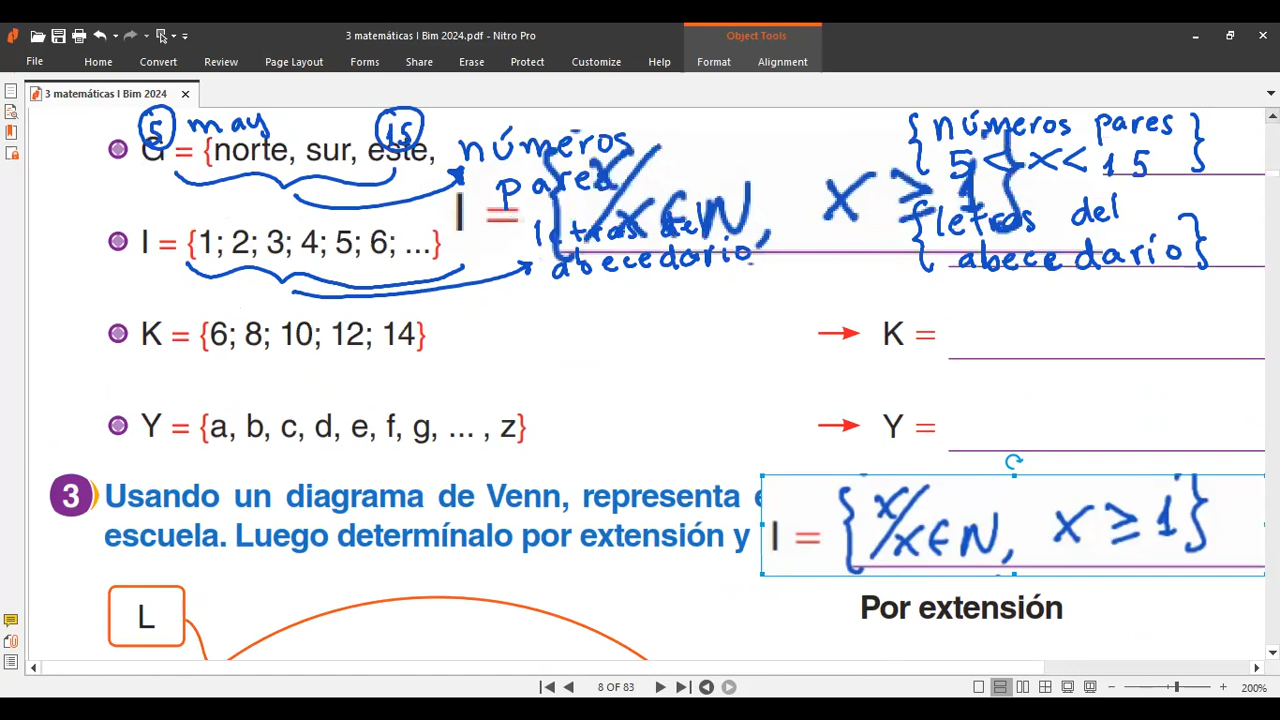 3 matemáticas I Bim 2024.pdf - Nitro Pro
Object Tools
File Home Convert Review Page Layout Forms Share Erase Protect Customize Help Format Alignment
3 matemáticas I Bim 2024
5 may 15
G = {norte, sur, este,
números
pares
{números pares
5 < x < 15}
I = {x/x∈N, x ≥ 1}
I = {1; 2; 3; 4; 5; 6; ...}
letras del
abecedario
{letras del
abecedario}
K = {6; 8; 10; 12; 14}
K =
Y = {a, b, c, d, e, f, g, ... , z}
Y =
3 Usando un diagrama de Venn, representa
escuela. Luego determínalo por extensión y
I = {x/x∈N, x ≥ 1}
L
Por extensión
8 OF 83
200%